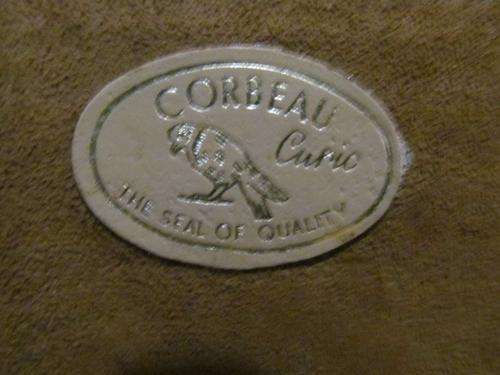 CORBEAU
Curio
THE SEAL OF QUALITY